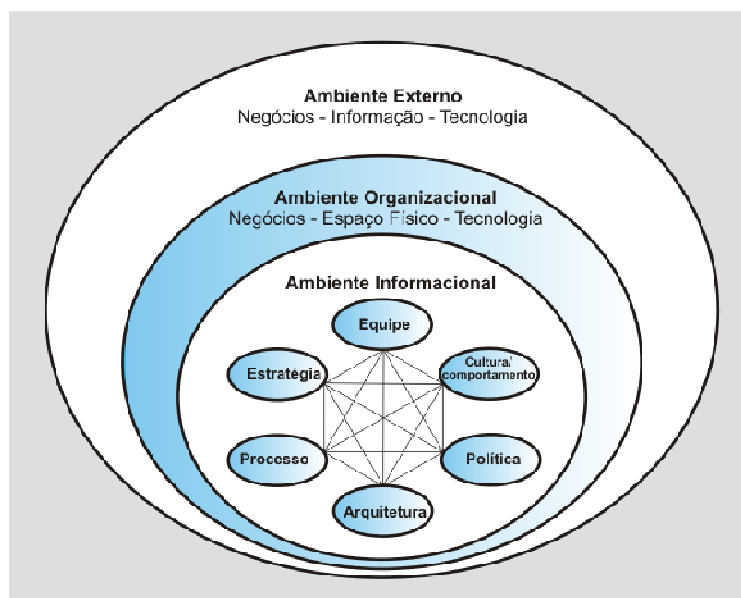 Ambiente Externo
Negócios - Informação - Tecnologia
Ambiente Organizacional
Negócios - Espaço Físico - Tecnologia
Ambiente Informacional
Equipe
Estratégia
Cultura/
comportamento
Processo
Política
Arquitetura